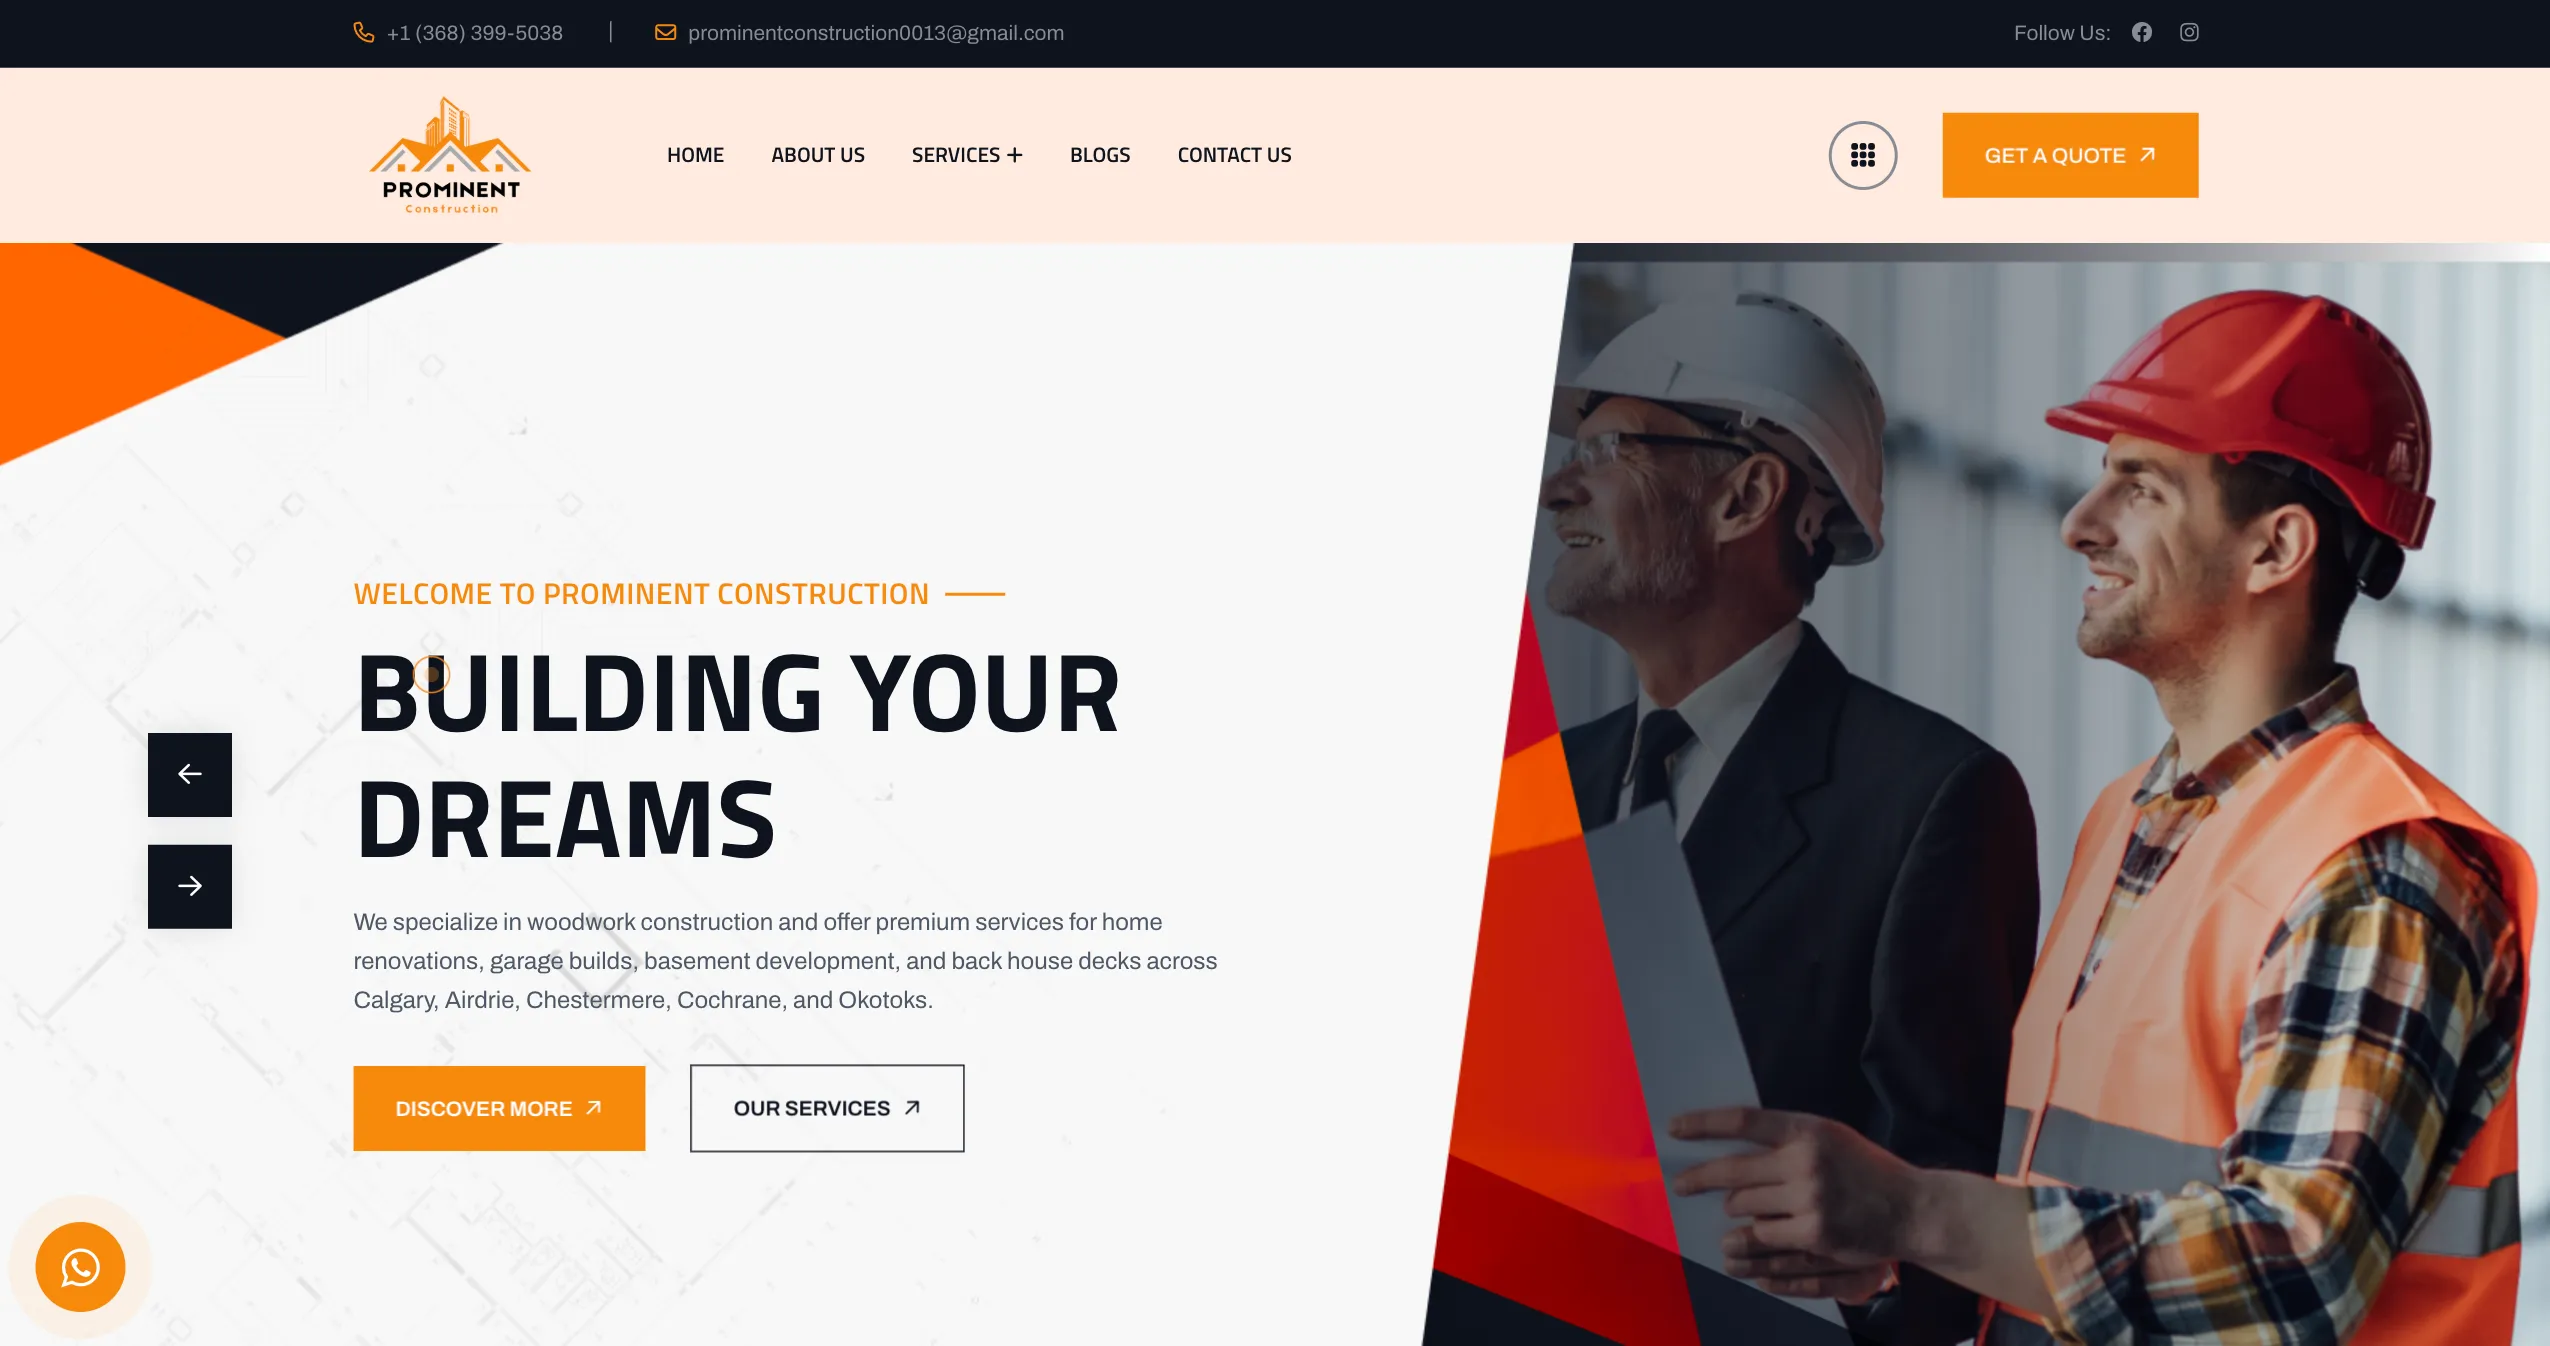 +1 (368) 399-5038
prominentconstruction0013@gmail.com
Follow Us:
PROMINENT
Construction
HOME
ABOUT US
SERVICES +
BLOGS
CONTACT US
GET A QUOTE
WELCOME TO PROMINENT CONSTRUCTION
BUILDING YOUR
DREAMS
We specialize in woodwork construction and offer premium services for home
renovations, garage builds, basement development, and back house decks across
Calgary, Airdrie, Chestermere, Cochrane, and Okotoks.
DISCOVER MORE
OUR SERVICES